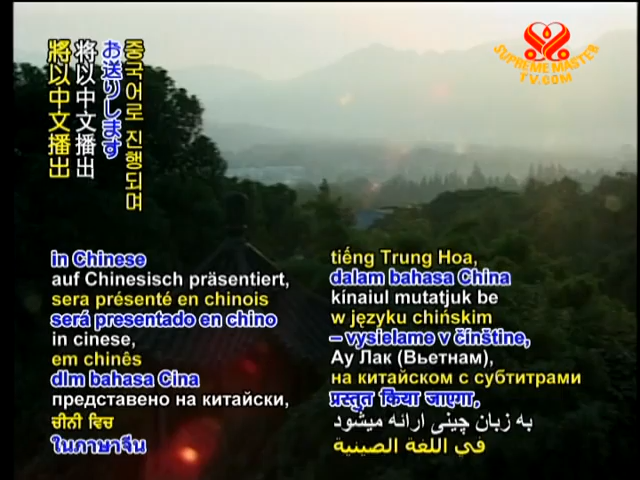 將以中文播出
将以中文播出
お送りします
중국어로 진행되며
SUPREME MASTER
TV.COM
in Chinese
auf Chinesisch präsentiert,
sera présenté en chinois
será presentado en chino
in cinese,
em chinês
dlm bahasa Cina
представено на китайски,
ਚੀਨੀ ਵਿਚ
ในภาษาจีน
tiếng Trung Hoa,
dalam bahasa China
kínaiul mutatjuk be
w języku chińskim
– vysielame v čínštine,
Ау Лак (Вьетнам),
на китайском с субтитрами
प्रस्तुत किया जाएगा,
به زبان چینی ارائه میشود
في اللغة الصينية